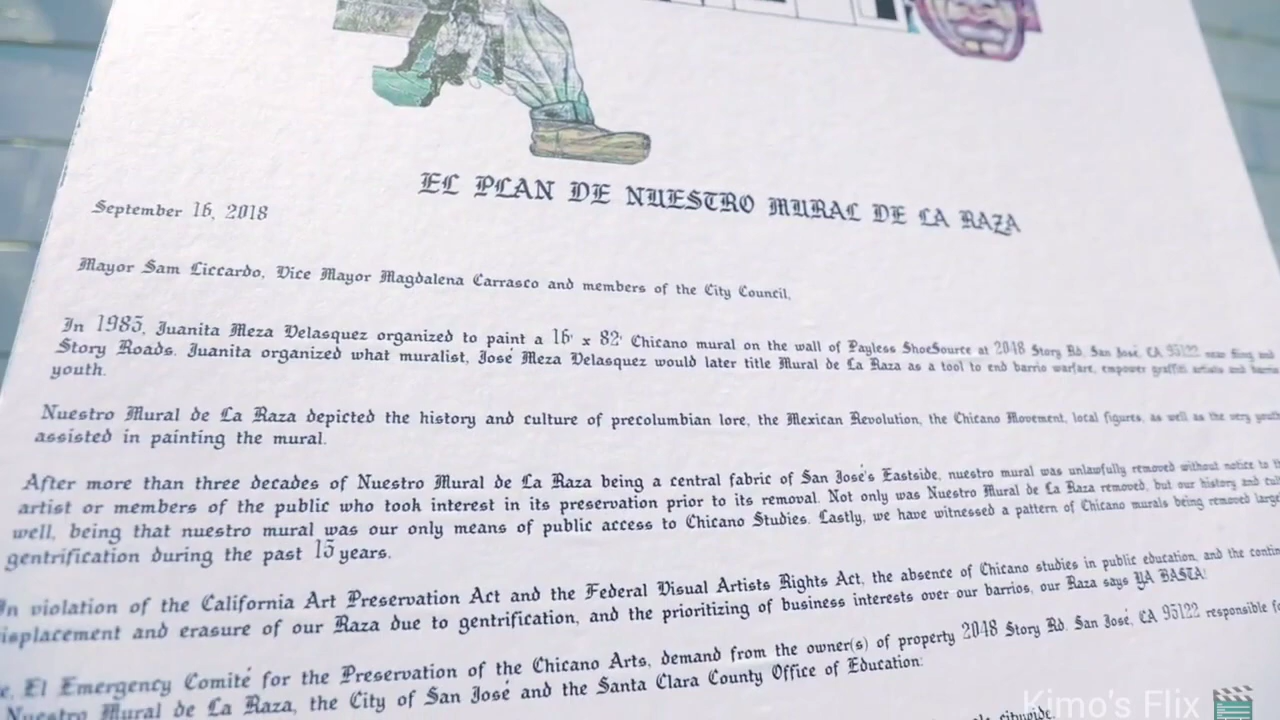 EL PLAN DE NUESTRO MURAL DE LA RAZA
September 16, 2018
Mayor Sam Liccardo, Vice Mayor Magdalena Carrasco and members of the City Council,
In 1985, Juanita Meza Velasquez organized to paint a 16' x 82' Chicano mural on the wall of Payless ShoeSource at 2048 Story Rd. San José, CA 95122 near King and
Story Roads. Juanita organized what muralist, José Meza Velasquez would later title Mural de La Raza as a tool to end barrio warfare, empower graffiti artists and barrio
youth.
Nuestro Mural de La Raza depicted the history and culture of precolumbian lore, the Mexican Revolution, the Chicano Movement, local figures, as well as the very youth
assisted in painting the mural.
After more than three decades of Nuestro Mural de La Raza being a central fabric of San José's Eastside, nuestro mural was unlawfully removed without notice to
artist or members of the public who took interest in its preservation prior to its removal. Not only was Nuestro Mural de La Raza removed, but our history and
well, being that nuestro mural was our only means of public access to Chicano Studies. Lastly, we have witnessed a pattern of Chicano murals being removed
gentrification during the past 15 years.
In violation of the California Art Preservation Act and the Federal Visual Artists Rights Act, the absence of Chicano studies in public education, and the
isplacement and erasure of our Raza due to gentrification, and the prioritizing of business interests over our barrios, our Raza says YA BASTA!
e, El Emergency Comité for the Preservation of the Chicano Arts, demand from the owner(s) of property 2048 Story Rd. San José, CA 95122 responsible
Nuestro Mural de La Raza, the City of San José and the Santa Clara County Office of Education:
citywide.
Kimo's Flix